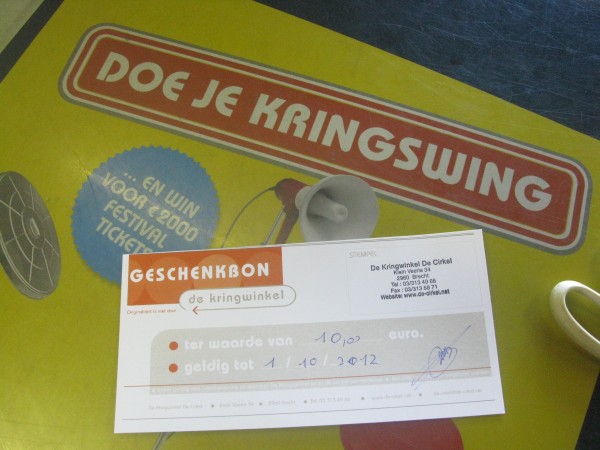 DOE JE KRINGSWING
... EN WIN
VOOR €2000
FESTIVAL
TICKETS
GESCHENKBON
de kringwinkel
STEMPEL
De Kringwinkel De Cirkel
Klein Veerle 34
2960 Brecht
Tel : 03/313 49 08
Fax : 03/313 58 71
Website: www.de-cirkel.net
ter waarde van 10,00 euro.
geldig tot 1 / 10 / 2012